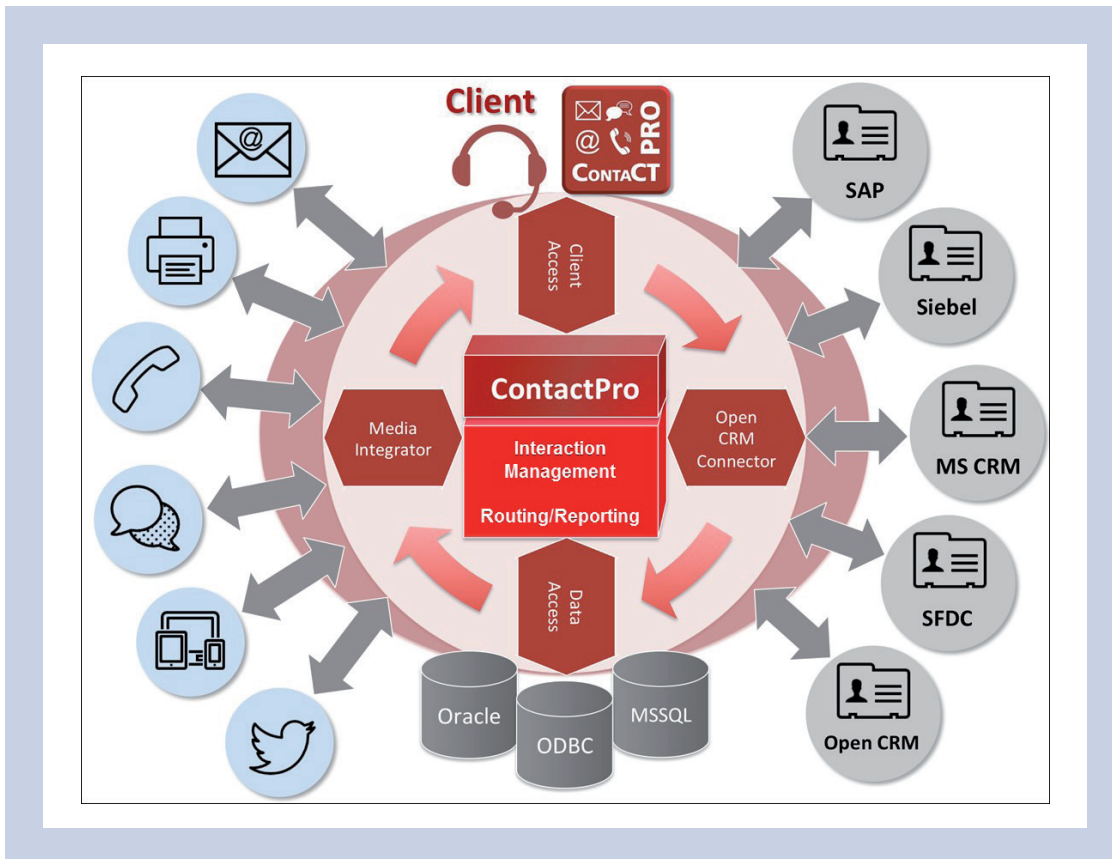 Client
@
PRO
CONTACT
@
Client
Access
SAP
Siebel
MS CRM
SFDC
Open CRM
ContactPro
Interaction
Management
Routing/Reporting
Media
Integrator
Open
CRM
Connector
Data
Access
Oracle
ODBC
MSSQL